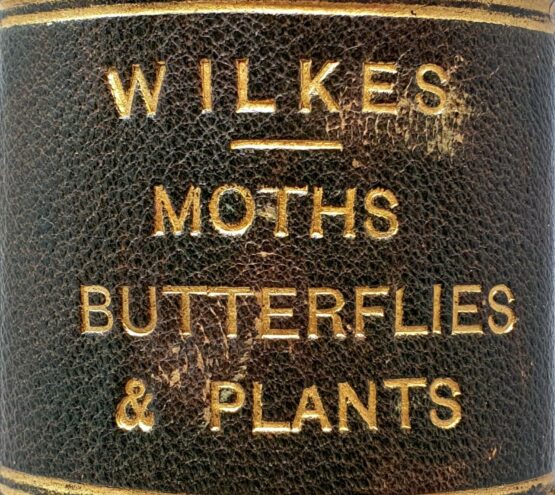 WILKES
MOTHS
BUTTERFLIES
& PLANTS